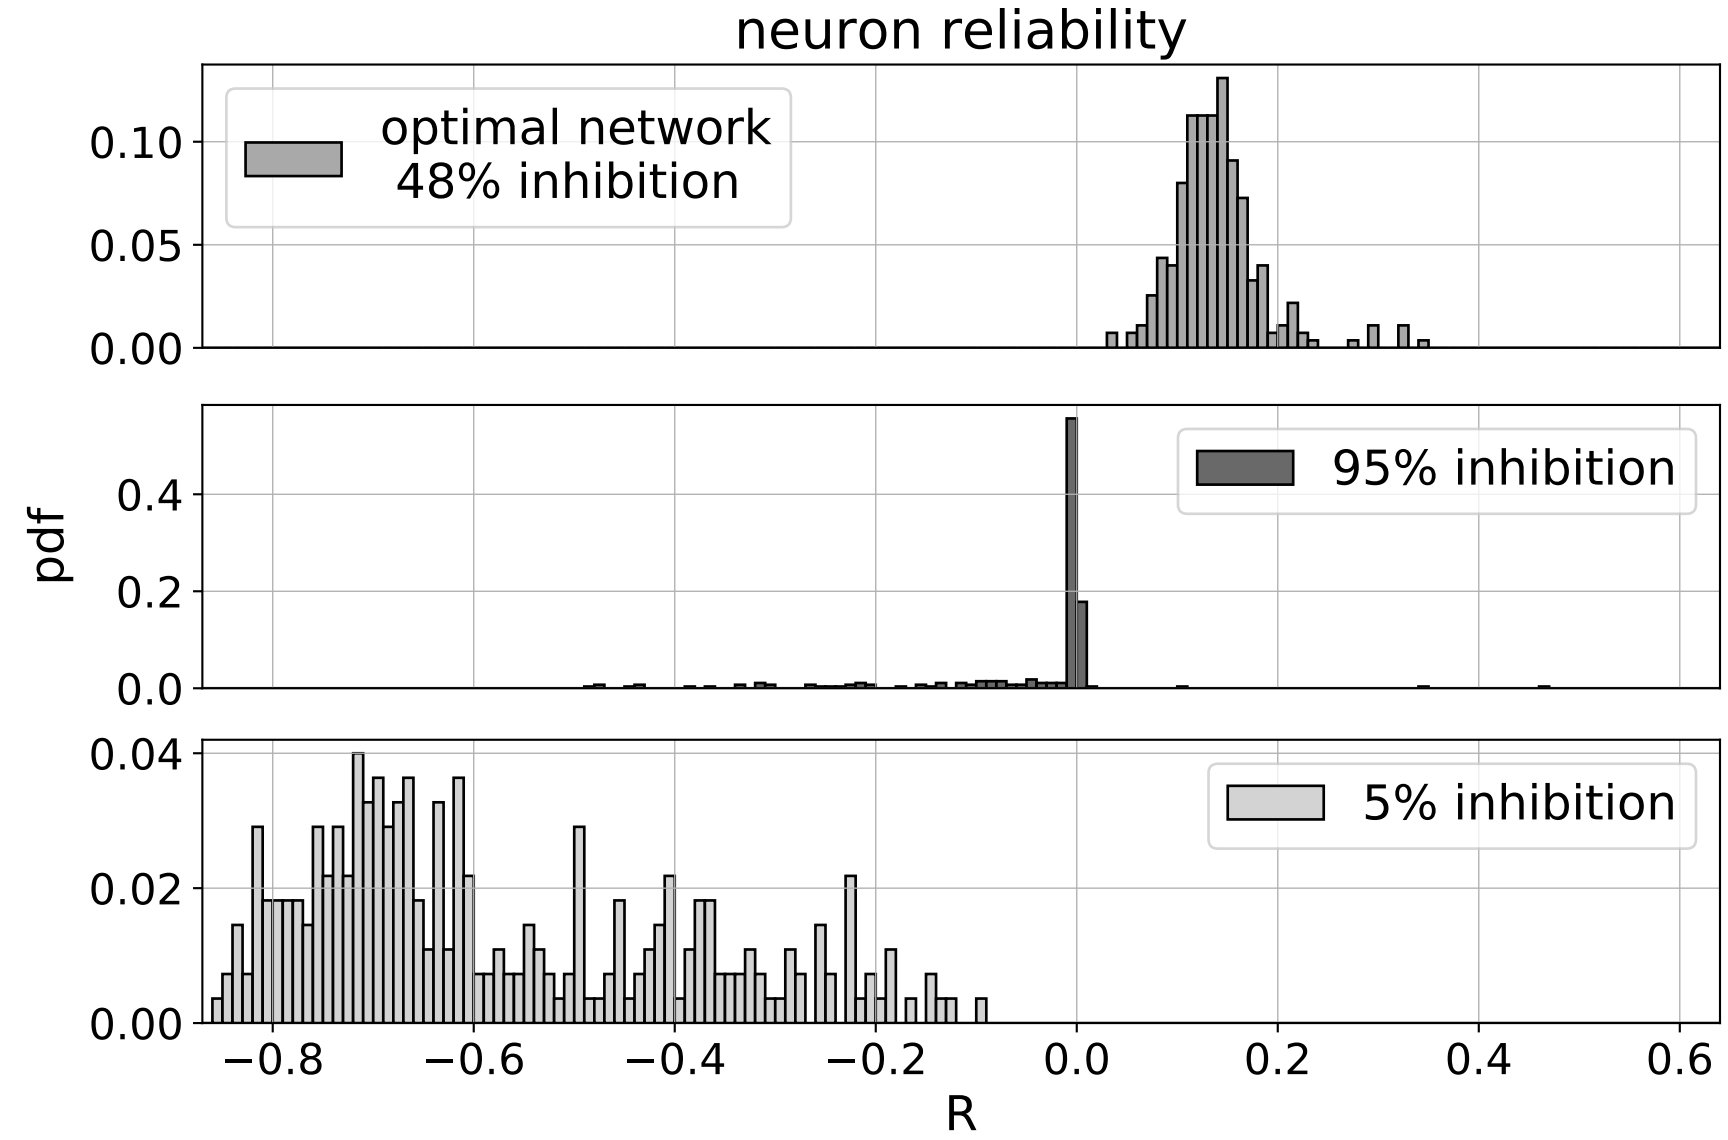 neuron reliability
optimal network
48% inhibition
0.10
0.05
0.00
95% inhibition
0.4
0.2
0.0
pdf
5% inhibition
0.04
0.02
0.00
−0.8 −0.6 −0.4 −0.2 0.0 0.2 0.4 0.6
R